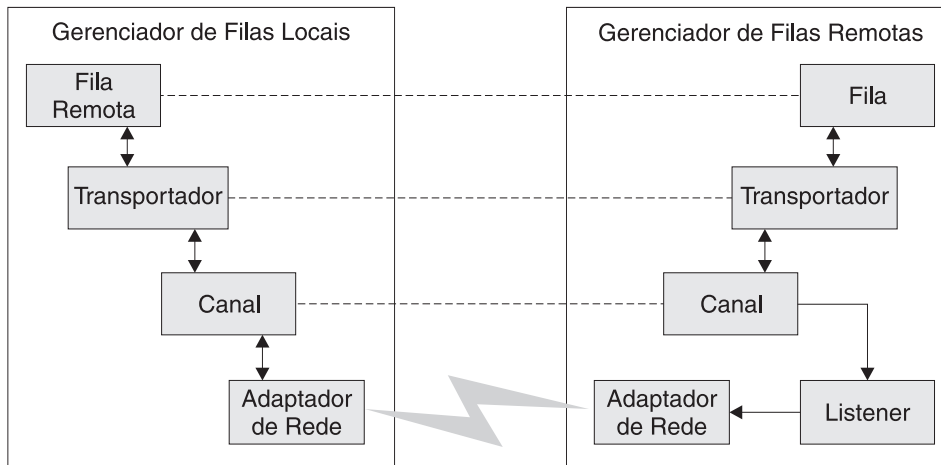 Gerenciador de Filas Locais
Fila
Remota
Transportador
Canal
Adaptador
de Rede
Gerenciador de Filas Remotas
Fila
Transportador
Canal
Adaptador
de Rede
Listener